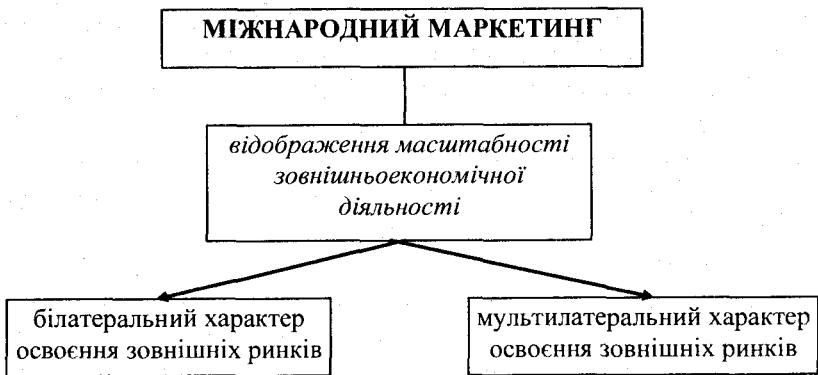 МІЖНАРОДНИЙ МАРКЕТИНГ
відображення масштабності
зовнішньоекономічної
діяльності
білатеральний характер
освоєння зовнішніх ринків
мультилатеральний характер
освоєння зовнішніх ринків